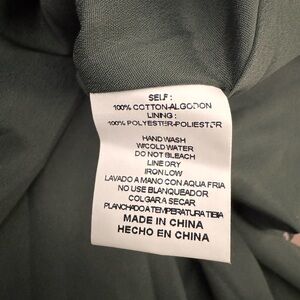 SELF:
100% COTTON-ALGODON
LINING:
100% POLYESTER-POLIESTER
HAND WASH
W/COLD WATER
DO NOT BLEACH
LINE DRY
IRON LOW
LAVADO A MANO CON AQUA FRIA
NO USE BLANQUEADOR
COLGAR A SECAR
PLANCHADO A TEMPERATURA TIBIA
MADE IN CHINA
HECHO EN CHINA